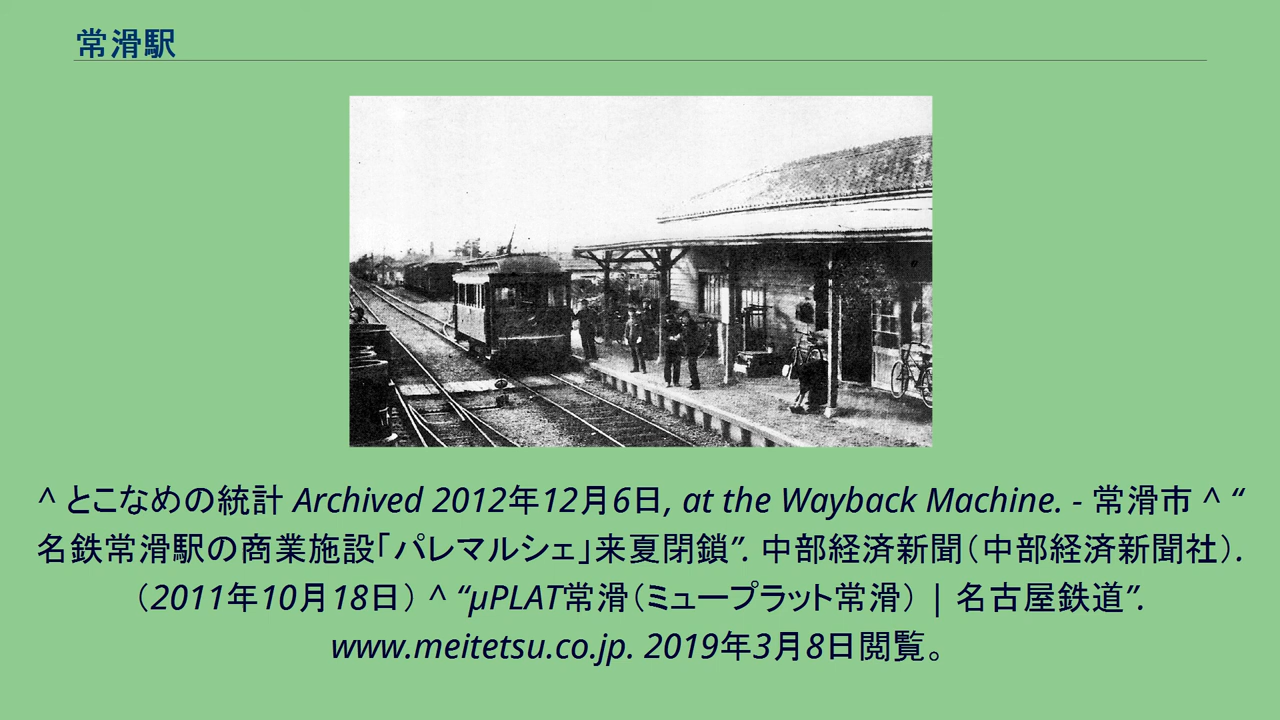 常滑駅
^ とこなめの統計 Archived 2012年12月6日, at the Wayback Machine. - 常滑市 ^ “
名鉄常滑駅の商業施設「パレマルシェ」来夏閉鎖”. 中部経済新聞（中部経済新聞社）.
（2011年10月18日） ^ “μPLAT常滑（ミュープラット常滑） | 名古屋鉄道”.
www.meitetsu.co.jp. 2019年3月8日閲覧。